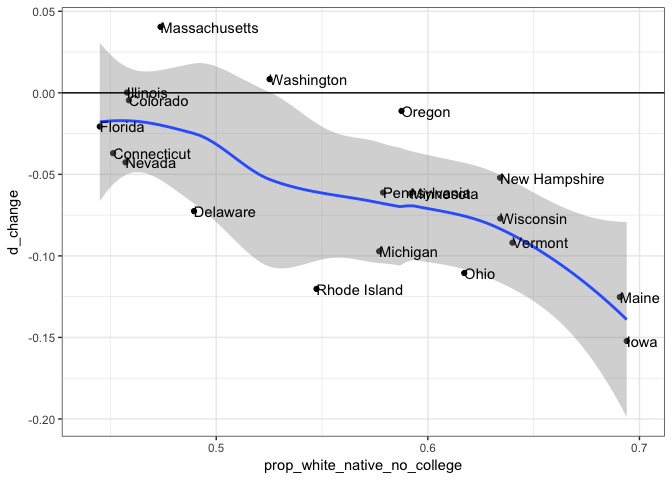 0.05
Massachusetts
Washington
0.00
Illinois
Colorado
Oregon
Florida
Connecticut
Nevada
-0.05
New Hampshire
Pennsylvania
Minnesota
Delaware
Wisconsin
Vermont
Michigan
-0.10
Ohio
Rhode Island
Maine
-0.15
Iowa
-0.20
d_change
0.5
0.6
0.7
prop_white_native_no_college